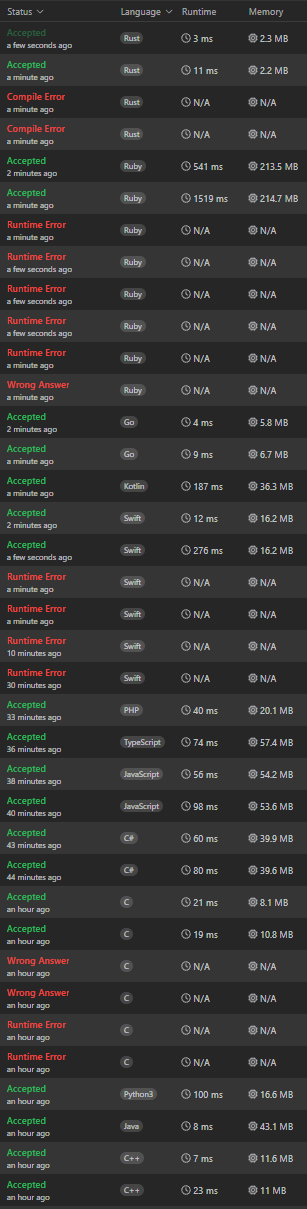 Status Language Runtime Memory
Accepted
a few seconds ago Rust 3 ms 2.3 MB
Accepted
a minute ago Rust 11 ms 2.2 MB
Compile Error
a minute ago Rust N/A N/A
Compile Error
a minute ago Rust N/A N/A
Accepted
2 minutes ago Ruby 541 ms 213.5 MB
Accepted
a minute ago Ruby 1519 ms 214.7 MB
Runtime Error
a minute ago Ruby N/A N/A
Runtime Error
a few seconds ago Ruby N/A N/A
Runtime Error
a few seconds ago Ruby N/A N/A
Runtime Error
a few seconds ago Ruby N/A N/A
Runtime Error
a minute ago Ruby N/A N/A
Wrong Answer
a minute ago Ruby N/A N/A
Accepted
2 minutes ago Go 4 ms 5.8 MB
Accepted
a minute ago Go 9 ms 6.7 MB
Accepted
a minute ago Kotlin 187 ms 36.3 MB
Accepted
2 minutes ago Swift 12 ms 16.2 MB
Accepted
a few seconds ago Swift 276 ms 16.2 MB
Runtime Error
a minute ago Swift N/A N/A
Runtime Error
a minute ago Swift N/A N/A
Runtime Error
10 minutes ago Swift N/A N/A
Runtime Error
30 minutes ago Swift N/A N/A
Accepted
33 minutes ago PHP 40 ms 20.1 MB
Accepted
36 minutes ago TypeScript 74 ms 57.4 MB
Accepted
38 minutes ago JavaScript 56 ms 54.2 MB
Accepted
40 minutes ago JavaScript 98 ms 53.6 MB
Accepted
43 minutes ago C# 60 ms 39.9 MB
Accepted
44 minutes ago C# 80 ms 39.6 MB
Accepted
an hour ago C 21 ms 8.1 MB
Accepted
an hour ago C 19 ms 10.8 MB
Wrong Answer
an hour ago C N/A N/A
Wrong Answer
an hour ago C N/A N/A
Runtime Error
an hour ago C N/A N/A
Runtime Error
an hour ago C N/A N/A
Accepted
an hour ago Python3 100 ms 16.6 MB
Accepted
an hour ago Java 8 ms 43.1 MB
Accepted
an hour ago C++ 7 ms 11.6 MB
Accepted
an hour ago C++ 23 ms 11 MB